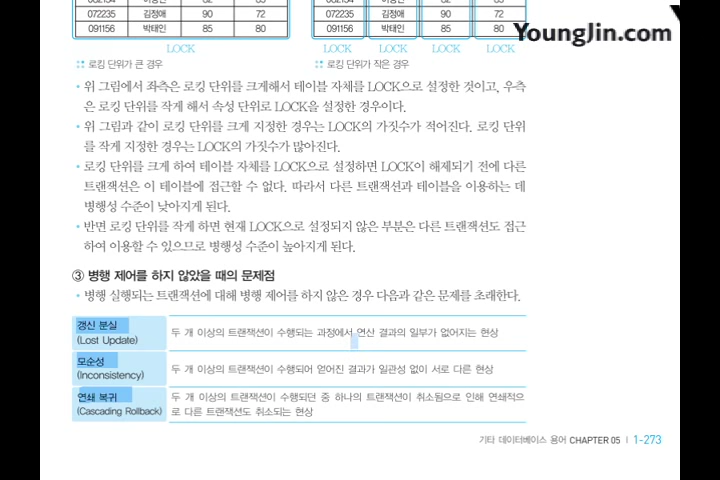 072235 김정애 90 72
091156 박태인 85 80
072235 김정애 90 72
091156 박태인 85 80
YoungJin.com
LOCK
LOCK LOCK LOCK LOCK
로킹 단위가 큰 경우
로킹 단위가 작은 경우
• 위 그림에서 좌측은 로킹 단위를 크게해서 테이블 자체를 LOCK으로 설정한 것이고, 우측
은 로킹 단위를 작게 해서 속성 단위로 LOCK을 설정한 경우이다.
• 위 그림과 같이 로킹 단위를 크게 지정한 경우는 LOCK의 가짓수가 적어진다. 로킹 단위
를 작게 지정한 경우는 LOCK의 가짓수가 많아진다.
• 로킹 단위를 크게 하여 테이블 자체를 LOCK으로 설정하면 LOCK이 해제되기 전에 다른
트랜잭션은 이 테이블에 접근할 수 없다. 따라서 다른 트랜잭션과 테이블을 이용하는 데
병행성 수준이 낮아지게 된다.
• 반면 로킹 단위를 작게 하면 현재 LOCK으로 설정되지 않은 부분은 다른 트랜잭션도 접근
하여 이용할 수 있으므로 병행성 수준이 높아지게 된다.
③ 병행 제어를 하지 않았을 때의 문제점
• 병행 실행되는 트랜잭션에 대해 병행 제어를 하지 않은 경우 다음과 같은 문제를 초래한다.
갱신 분실
(Lost Update)
두 개 이상의 트랜잭션이 수행되는 과정에서 연산 결과의 일부가 없어지는 현상
모순성
(Inconsistency)
두 개 이상의 트랜잭션이 수행되어 얻어진 결과가 일관성 없이 서로 다른 현상
연쇄 복귀
(Cascading Rollback)
두 개 이상의 트랜잭션이 수행되던 중 하나의 트랜잭션이 취소됨으로 인해 연쇄적으
로 다른 트랜잭션도 취소되는 현상
기타 데이터베이스 용어 CHAPTER 05 | 1-273